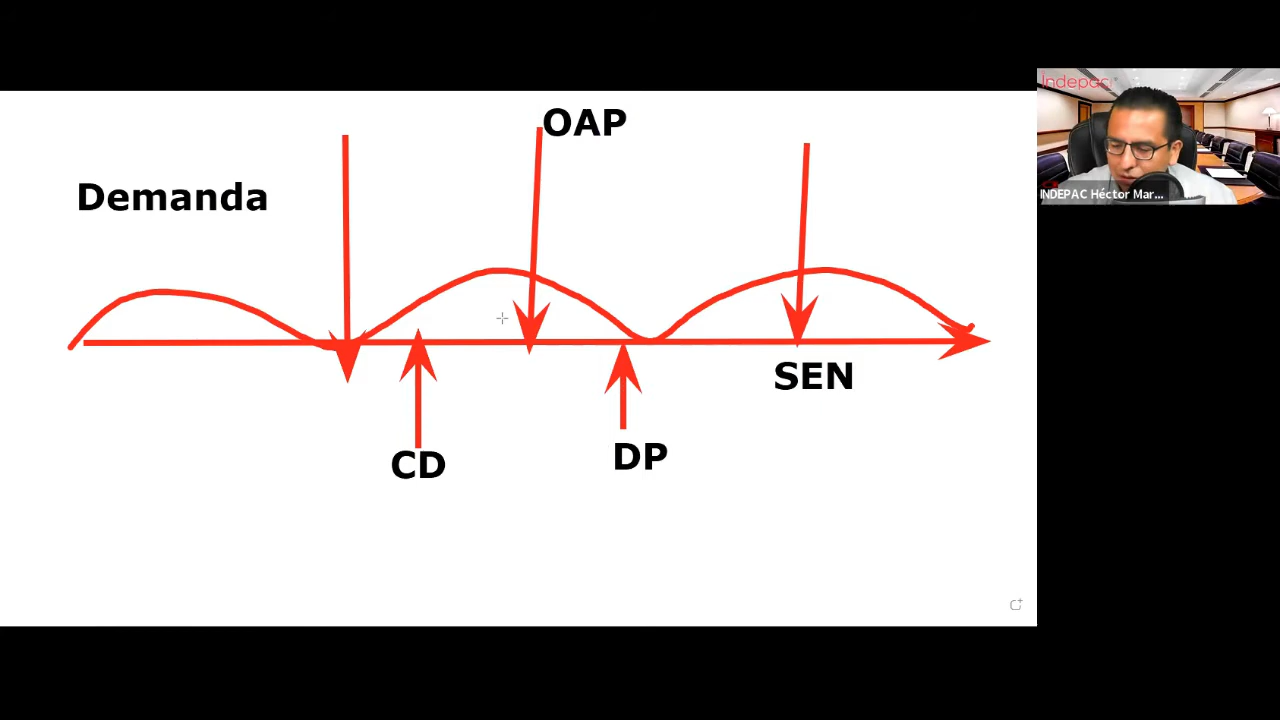 OAP
Indepac
Demanda
INDEPAC Héctor Mar...
SEN
CD
DP